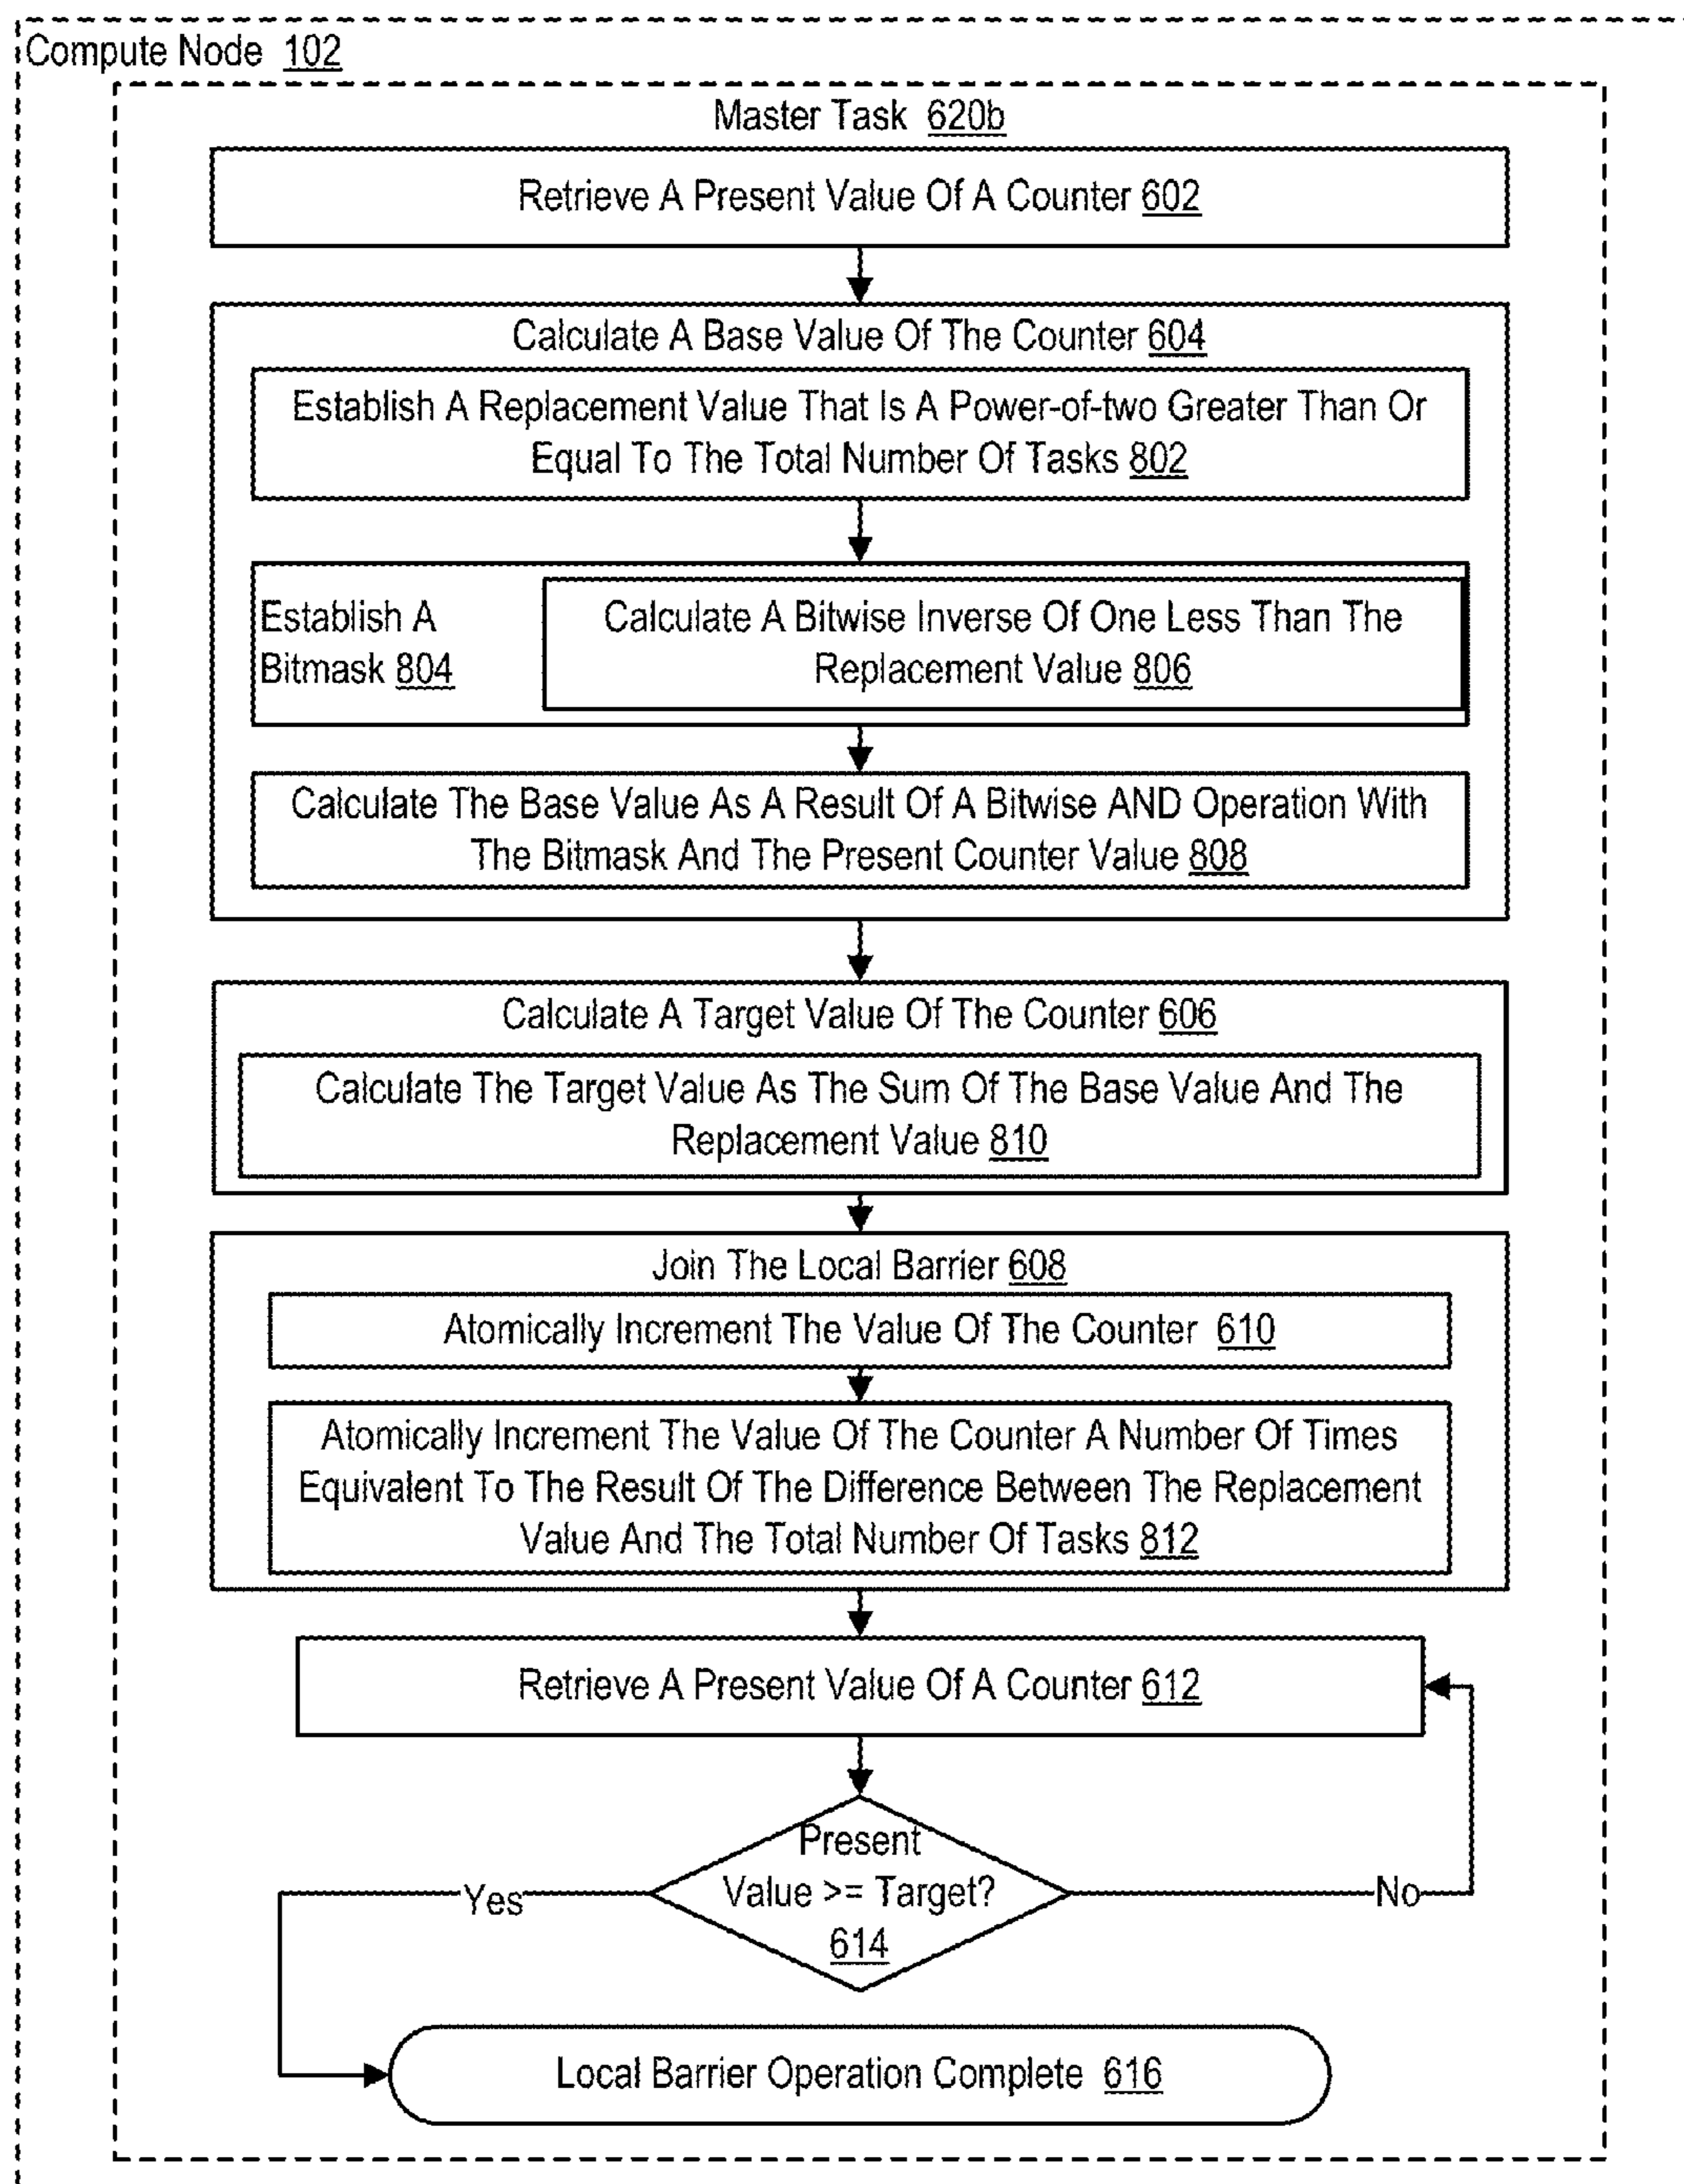 Compute Node 102
Master Task 620b
Retrieve A Present Value Of A Counter 602
Calculate A Base Value Of The Counter 604
Establish A Replacement Value That Is A Power-of-two Greater Than Or
Equal To The Total Number Of Tasks 802
Establish A
Bitmask 804
Calculate A Bitwise Inverse Of One Less Than The
Replacement Value 806
Calculate The Base Value As A Result Of A Bitwise AND Operation With
The Bitmask And The Present Counter Value 808
Calculate A Target Value Of The Counter 606
Calculate The Target Value As The Sum Of The Base Value And The
Replacement Value 810
Join The Local Barrier 608
Atomically Increment The Value Of The Counter 610
Atomically Increment The Value Of The Counter A Number Of Times
Equivalent To The Result Of The Difference Between The Replacement
Value And The Total Number Of Tasks 812
Retrieve A Present Value Of A Counter 612
Present
Value >= Target?
614
Yes
No
Local Barrier Operation Complete 616